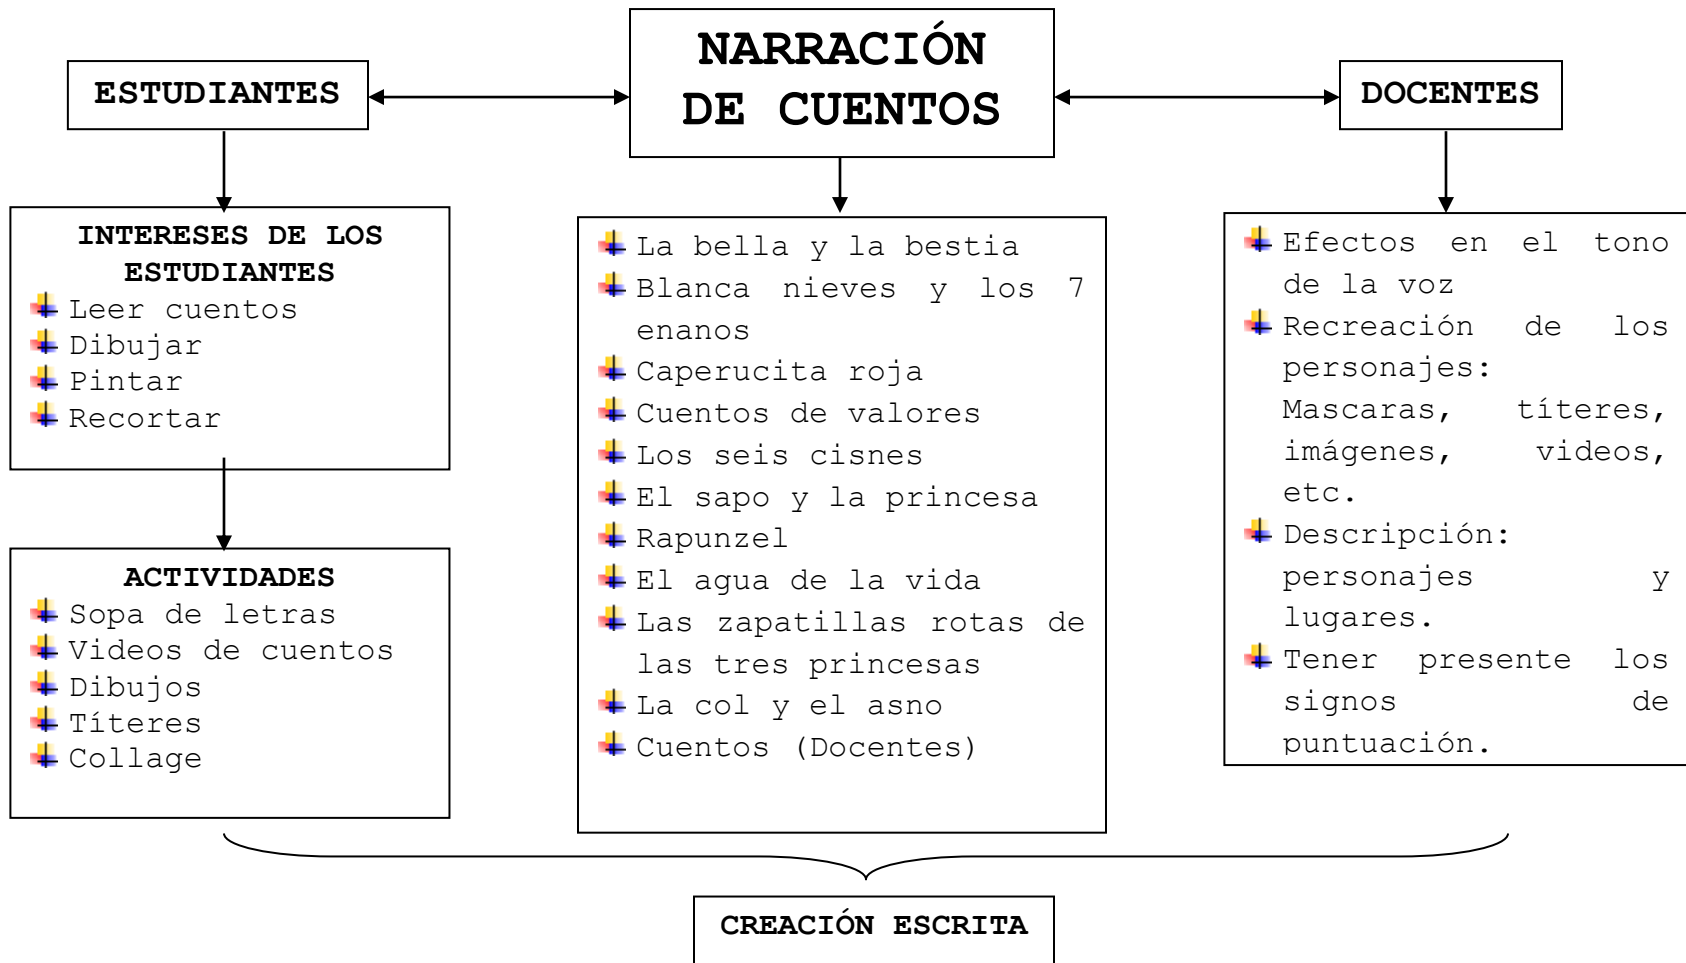 NARRACIÓN
DE CUENTOS
ESTUDIANTES
DOCENTES
INTERESES DE LOS
ESTUDIANTES
Leer cuentos
Dibujar
Pintar
Recortar
ACTIVIDADES
Sopa de letras
Videos de cuentos
Dibujos
Títeres
Collage
La bella y la bestia
Blanca nieves y los 7
enanos
Caperucita roja
Cuentos de valores
Los seis cisnes
El sapo y la princesa
Rapunzel
El agua de la vida
Las zapatillas rotas de
las tres princesas
La col y el asno
Cuentos (Docentes)
Efectos en el tono
de la voz
Recreación de los
personajes:
Mascaras, títeres,
imágenes, videos,
etc.
Descripción:
personajes y
lugares.
Tener presente los
signos de
puntuación.
CREACIÓN ESCRITA